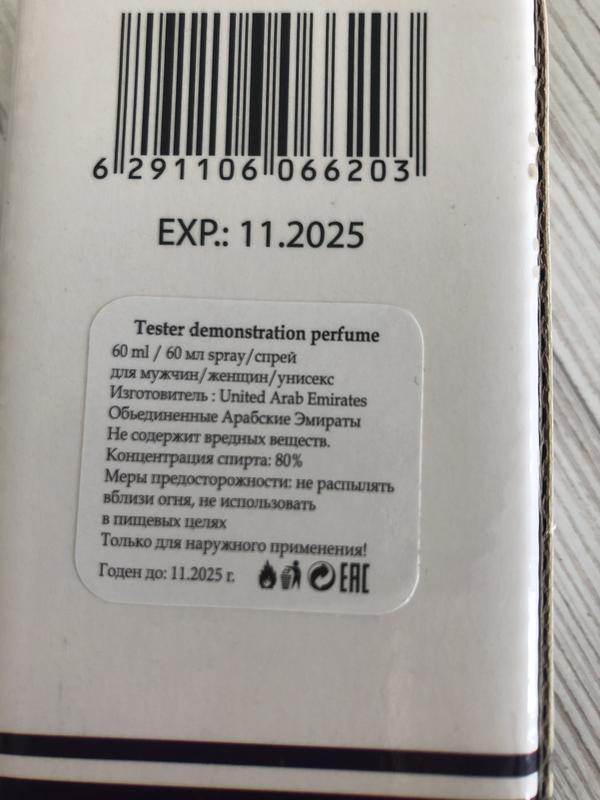 6 291106 066203
EXP.: 11.2025
Tester demonstration perfume
60 ml / 60 мл spray/спрей
для мужчин/женщин/унисекс
Изготовитель : United Arab Emirates
Обьединенные Арабские Эмираты
Не содержит вредных веществ.
Концентрация спирта: 80%
Меры предосторожности: не распылять
вблизи огня, не использовать
в пищевых целях
Только для наружного применения!
Годен до: 11.2025 г. EAC